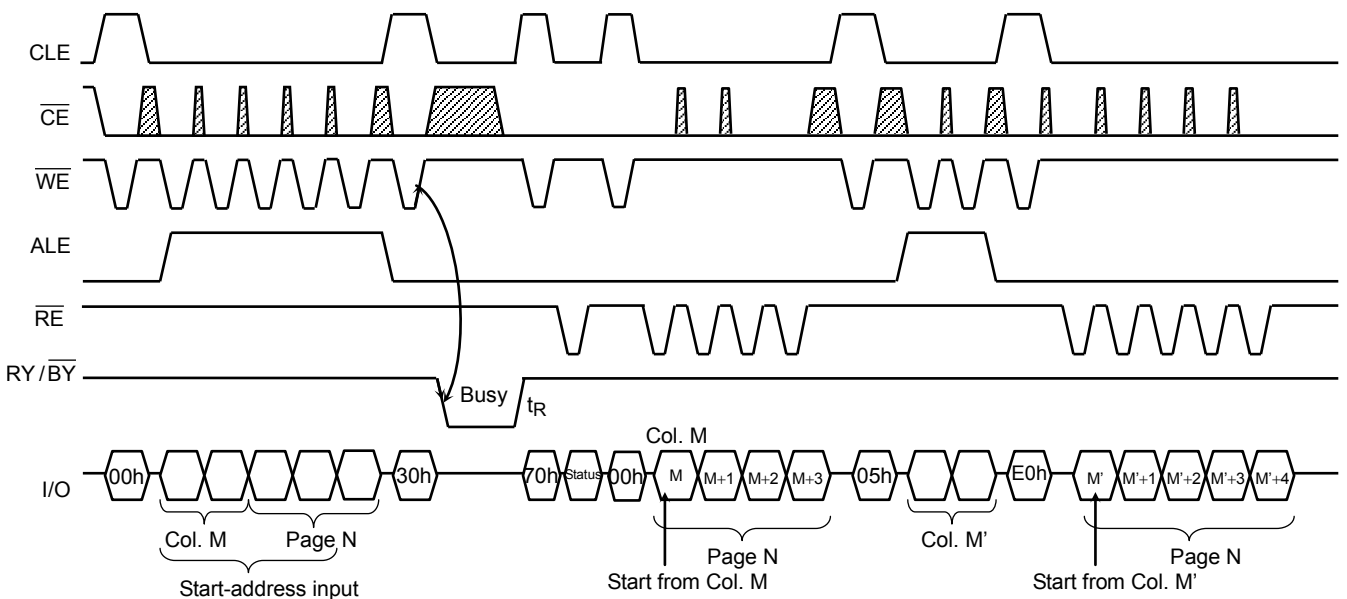 CLE
CE
WE
ALE
RE
RY/BY
Busy
tR
Col. M
I/O
00h
30h
70h
Status
00h
M
M+1
M+2
M+3
05h
E0h
M'
M'+1
M'+2
M'+3
M'+4
Col. M
Page N
Start-address input
Page N
Start from Col. M
Col. M'
Page N
Start from Col. M'